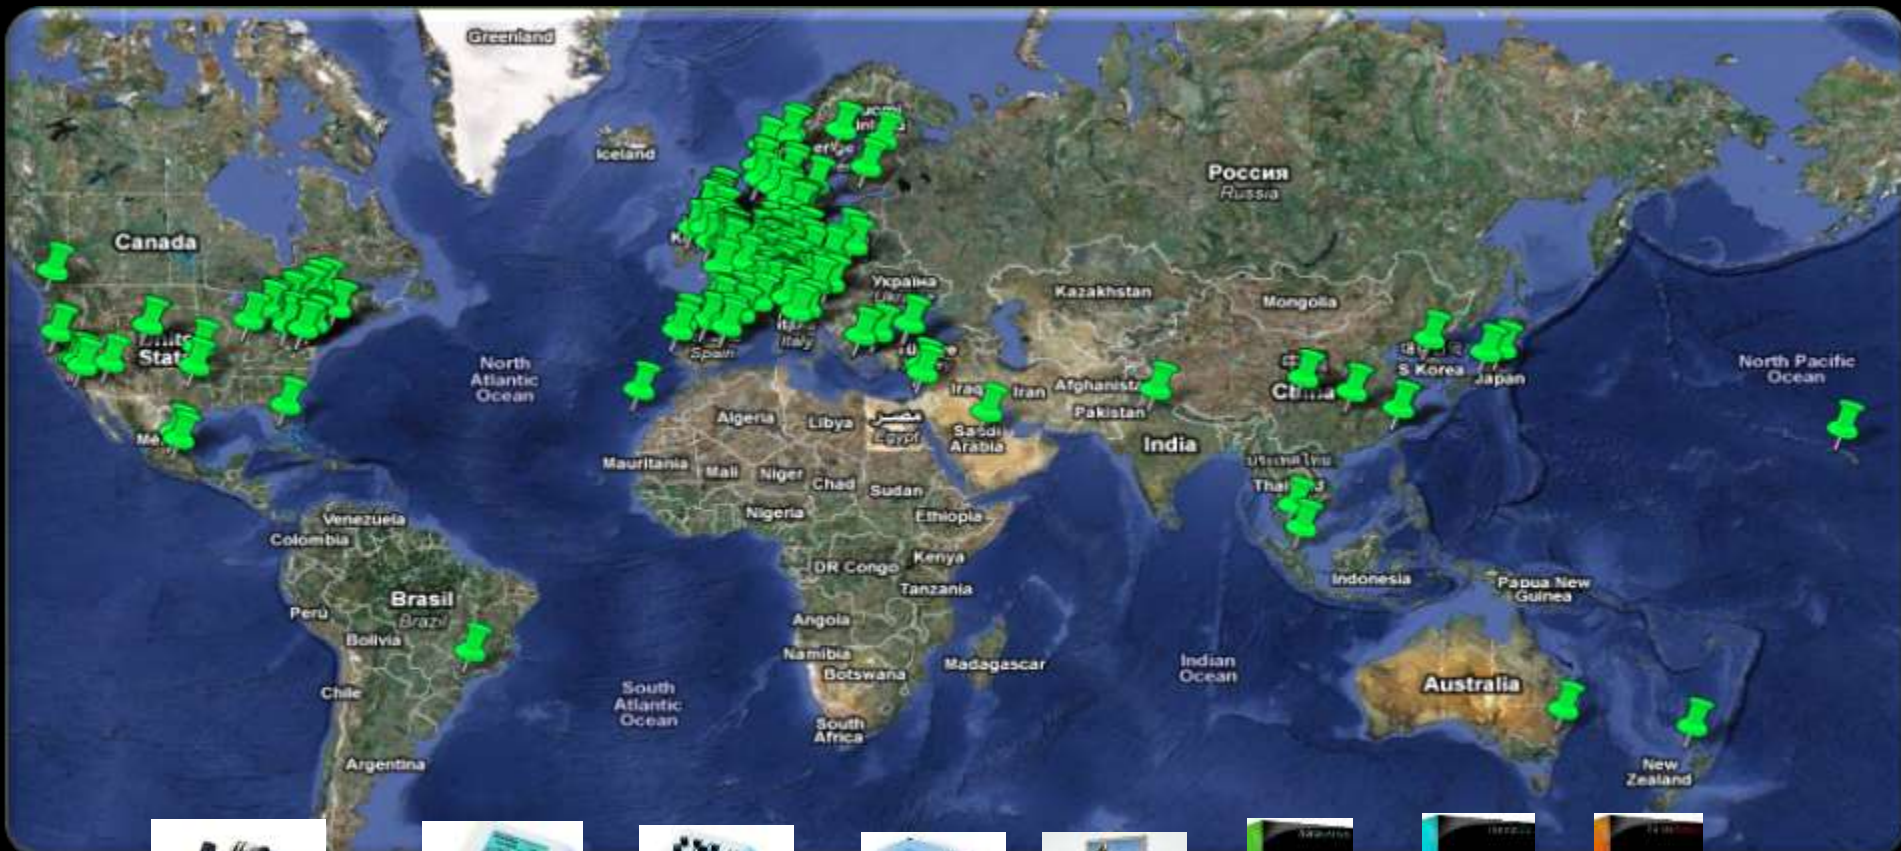 Greenland
Iceland
Россия
Russia
Canada
Україна
Kazakhstan
Mongolia
Italy
Spain
North
Atlantic
Ocean
S Korea
Japan
North Pacific
Ocean
Iraq
Iran
Pakistan
Algeria
Libya
مصر
Egypt
Saudi
Arabia
India
Mauritania
Mali
Niger
Chad
Sudan
Nigeria
Ethiopia
Venezuela
Colombia
DR Congo
Kenya
Tanzania
Indonesia
Papua New
Guinea
Brasil
Brazil
Peru
Bolivia
Angola
Namibia
Botswana
Madagascar
Indian
Ocean
Australia
Chile
South
Atlantic
Ocean
South
Africa
Argentina
New
Zealand